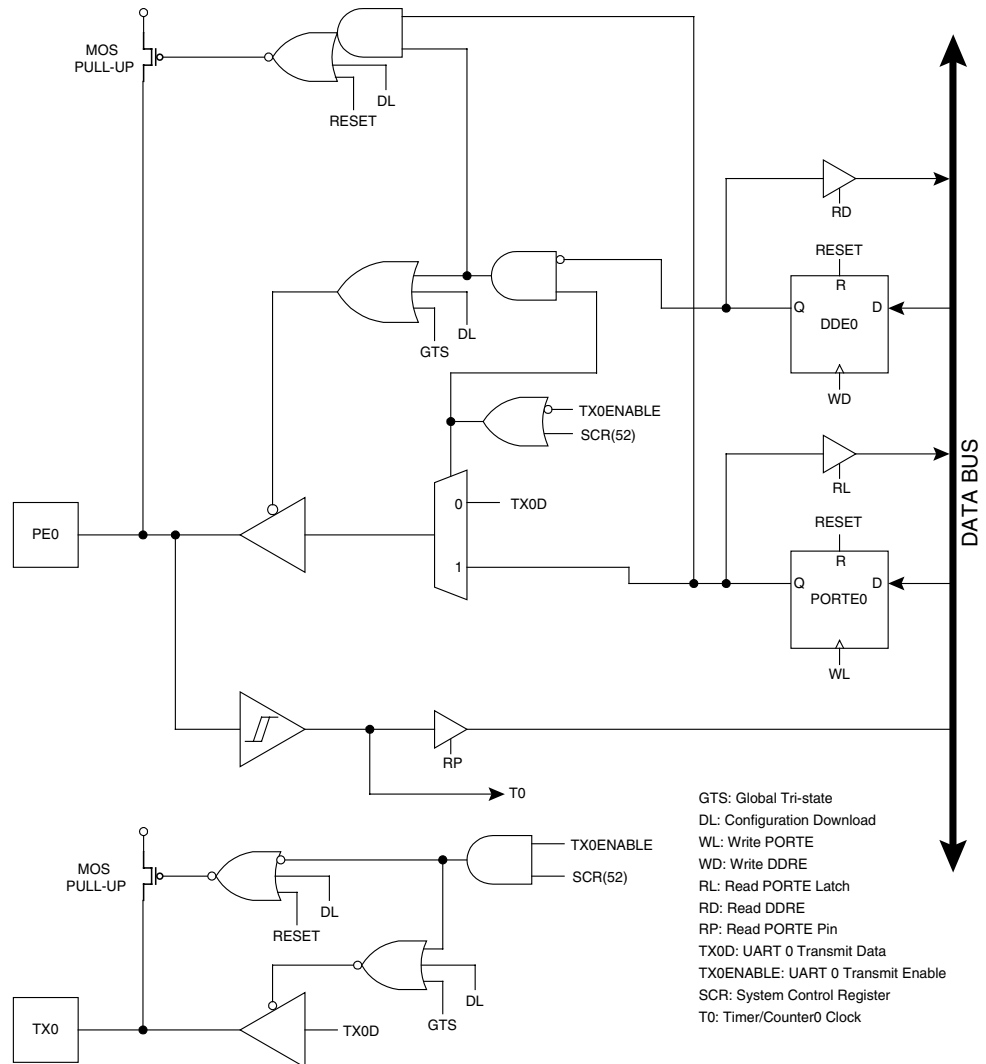 MOS
PULL-UP
DL
RESET
RD
RESET
R
Q
D
DDE0
DL
GTS
WD
TX0ENABLE
SCR(52)
RL
DATA BUS
0
TX0D
PE0
RESET
R
1
Q
D
PORTE0
WL
RP
T0
GTS: Global Tri-state
DL: Configuration Download
WL: Write PORTE
WD: Write DDRE
RL: Read PORTE Latch
RD: Read DDRE
RP: Read PORTE Pin
TX0D: UART 0 Transmit Data
TX0ENABLE: UART 0 Transmit Enable
SCR: System Control Register
T0: Timer/Counter0 Clock
TX0ENABLE
MOS
PULL-UP
SCR(52)
DL
RESET
DL
GTS
TX0
TX0D